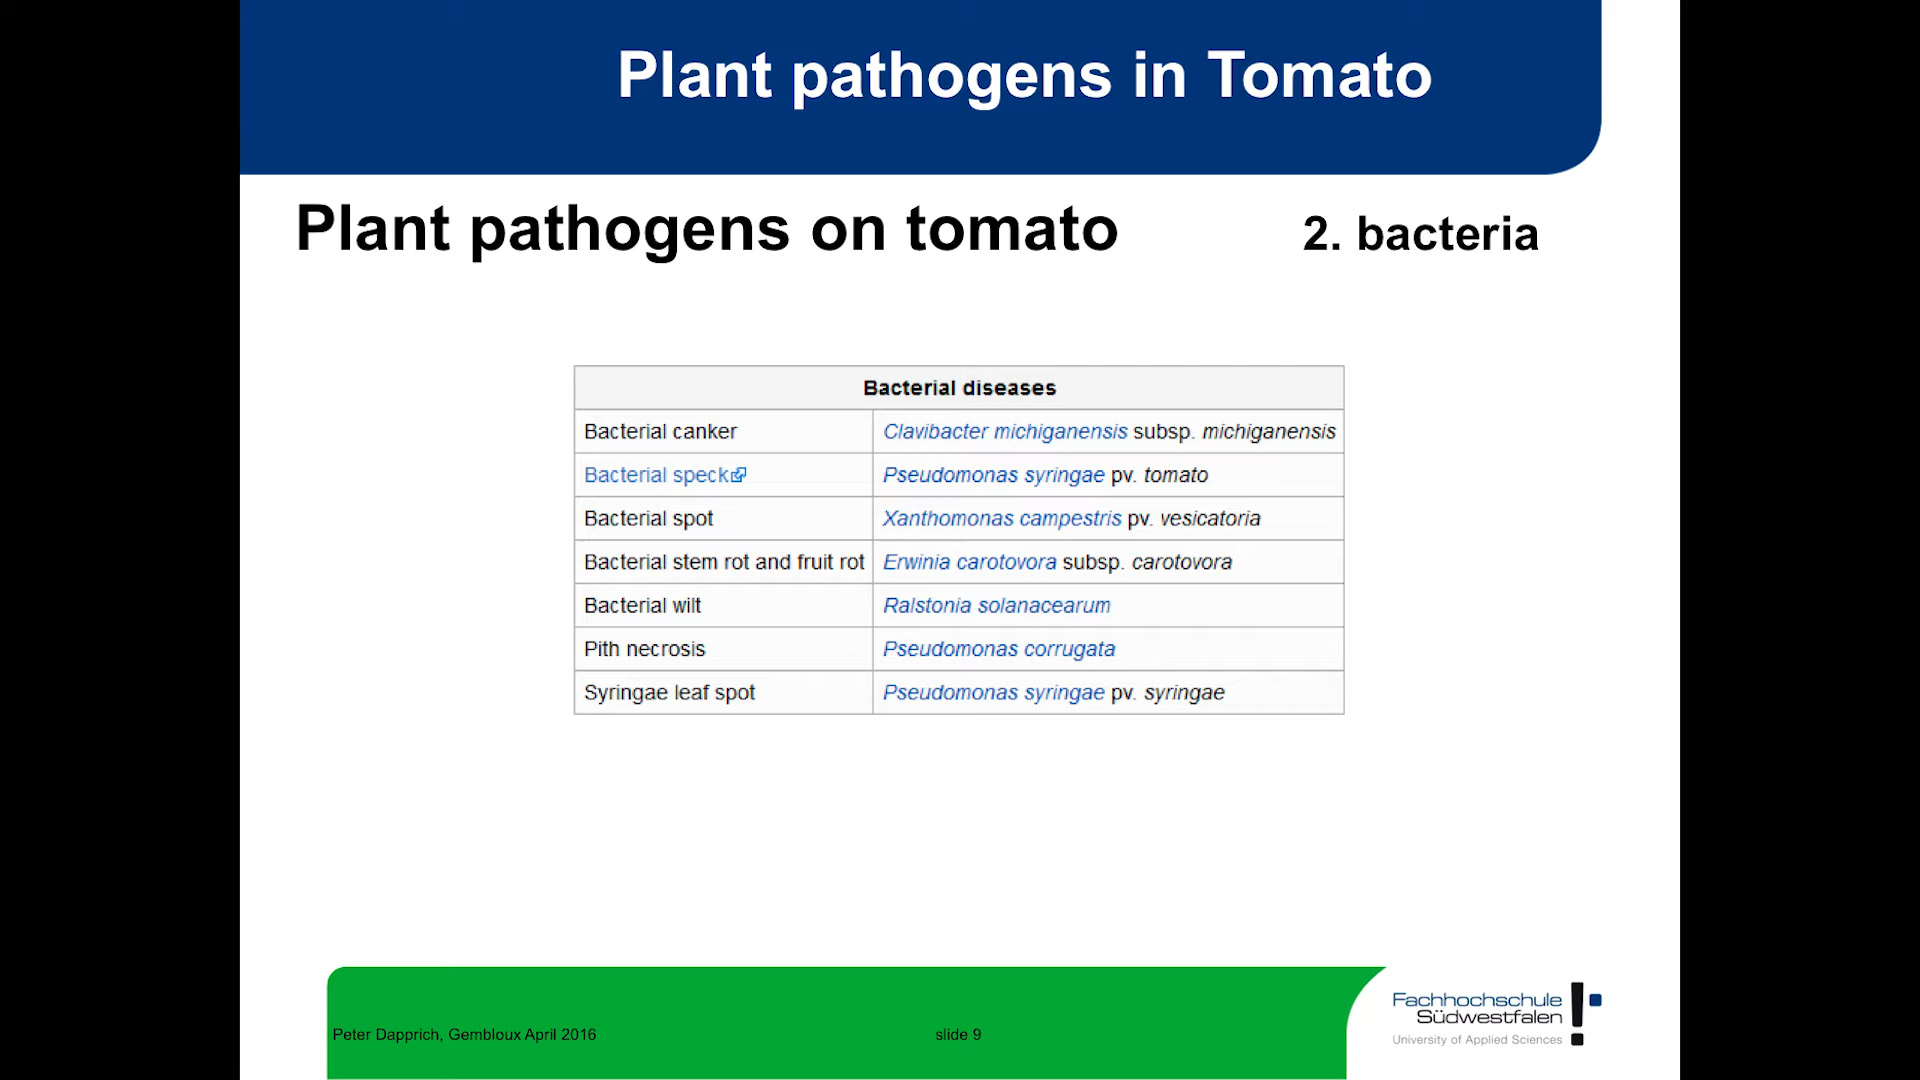 Plant pathogens in Tomato
Plant pathogens on tomato 2. bacteria
Bacterial diseases
Bacterial canker Clavibacter michiganensis subsp. michiganensis
Bacterial speck Pseudomonas syringae pv. tomato
Bacterial spot Xanthomonas campestris pv. vesicatoria
Bacterial stem rot and fruit rot Erwinia carotovora subsp. carotovora
Bacterial wilt Ralstonia solanacearum
Pith necrosis Pseudomonas corrugata
Syringae leaf spot Pseudomonas syringae pv. syringae
Peter Dapprich, Gembloux April 2016 slide 9
Fachhochschule
Südwestfalen
University of Applied Sciences